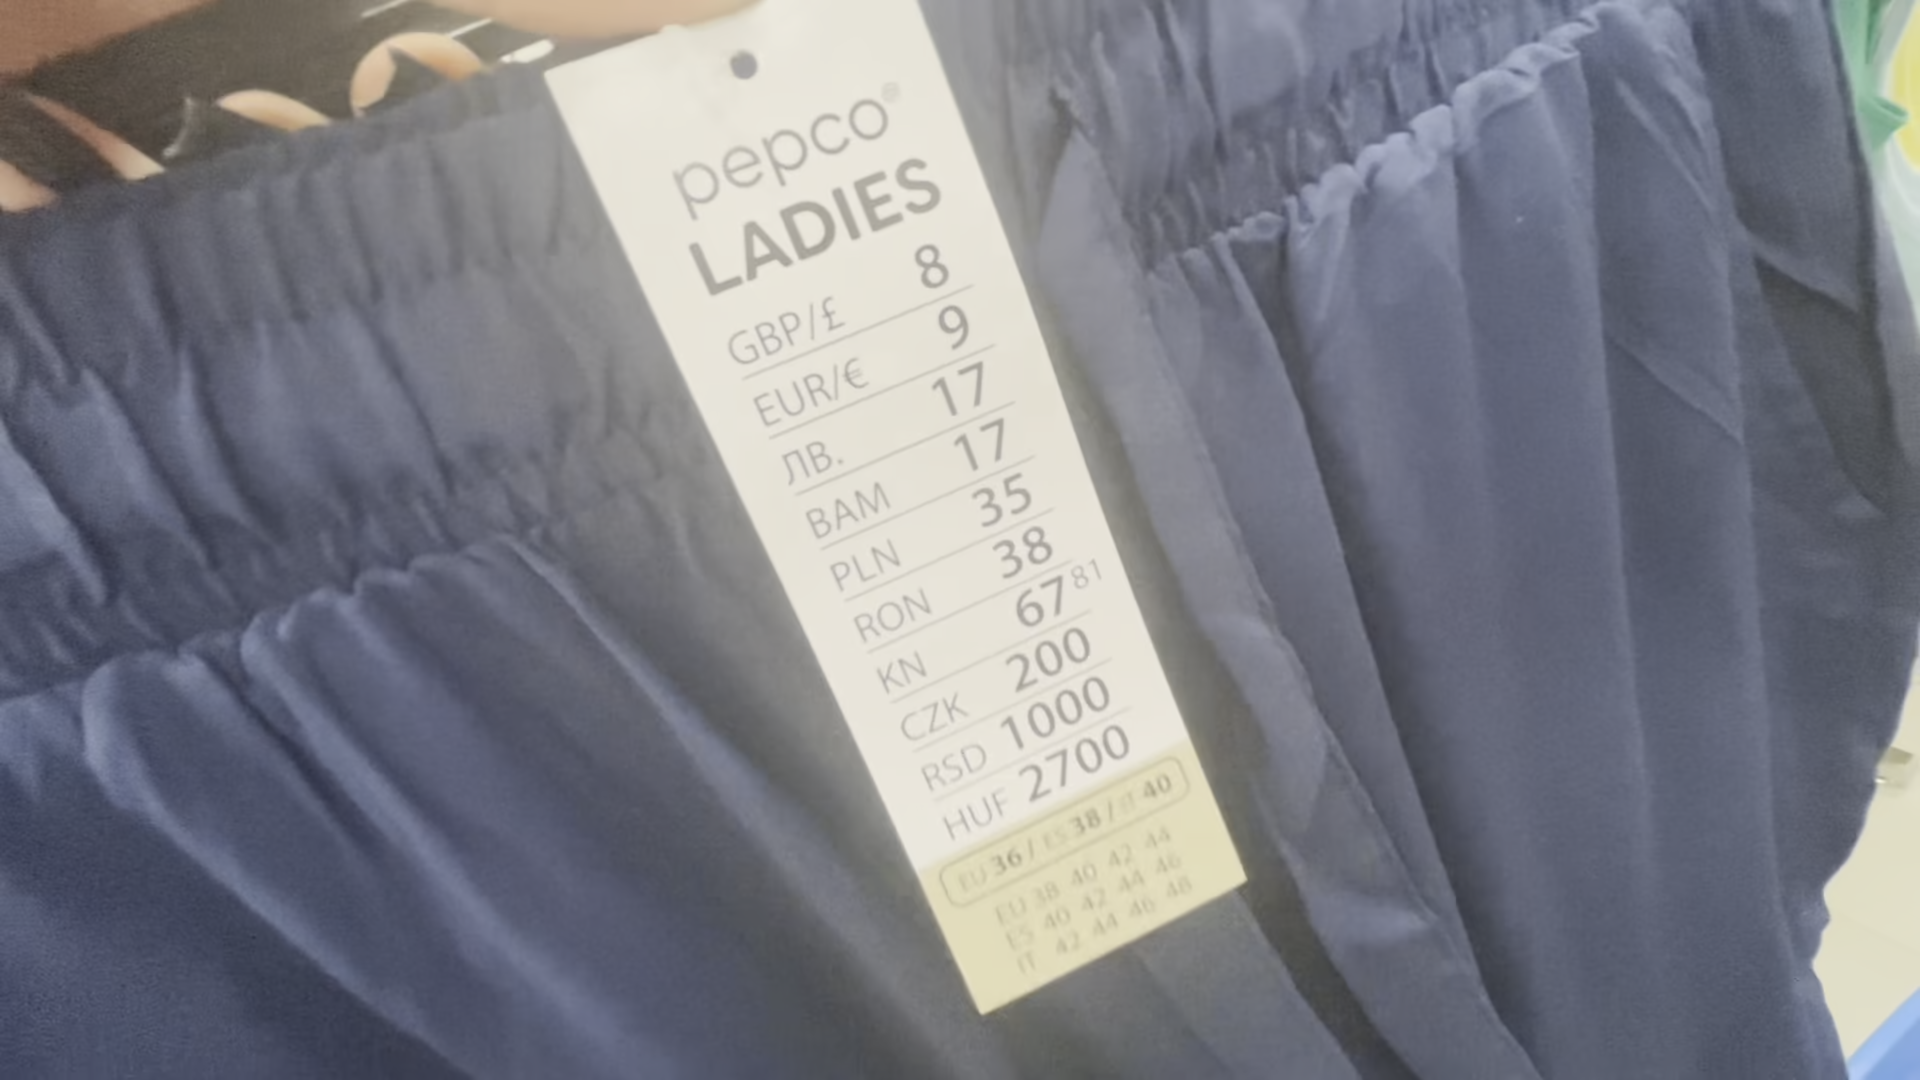 pepco®
LADIES
GBP/£ 8
EUR/€ 9
ЛВ. 17
BAM 17
PLN 35
RON 38
KN 67 81
CZK 200
RSD 1000
HUF 2700
EU 36 / ES 38 / IT 40
EU 38 40 42 44
ES 40 42 44 46
IT 42 44 46 48